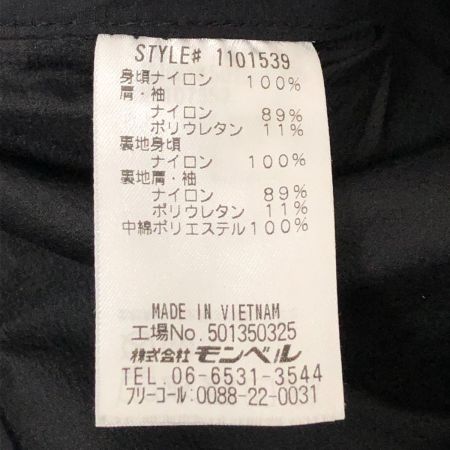 STYLE# 1101539
身頃ナイロン 100%
肩・袖
ナイロン 89%
ポリウレタン 11%
裏地身頃
ナイロン 100%
裏地肩・袖
ナイロン 89%
ポリウレタン 11%
中綿ポリエステル 100%
MADE IN VIETNAM
工場No. 501350325
株式会社 モンベル
TEL. 06-6531-3544
フリーコール: 0088-22-0031